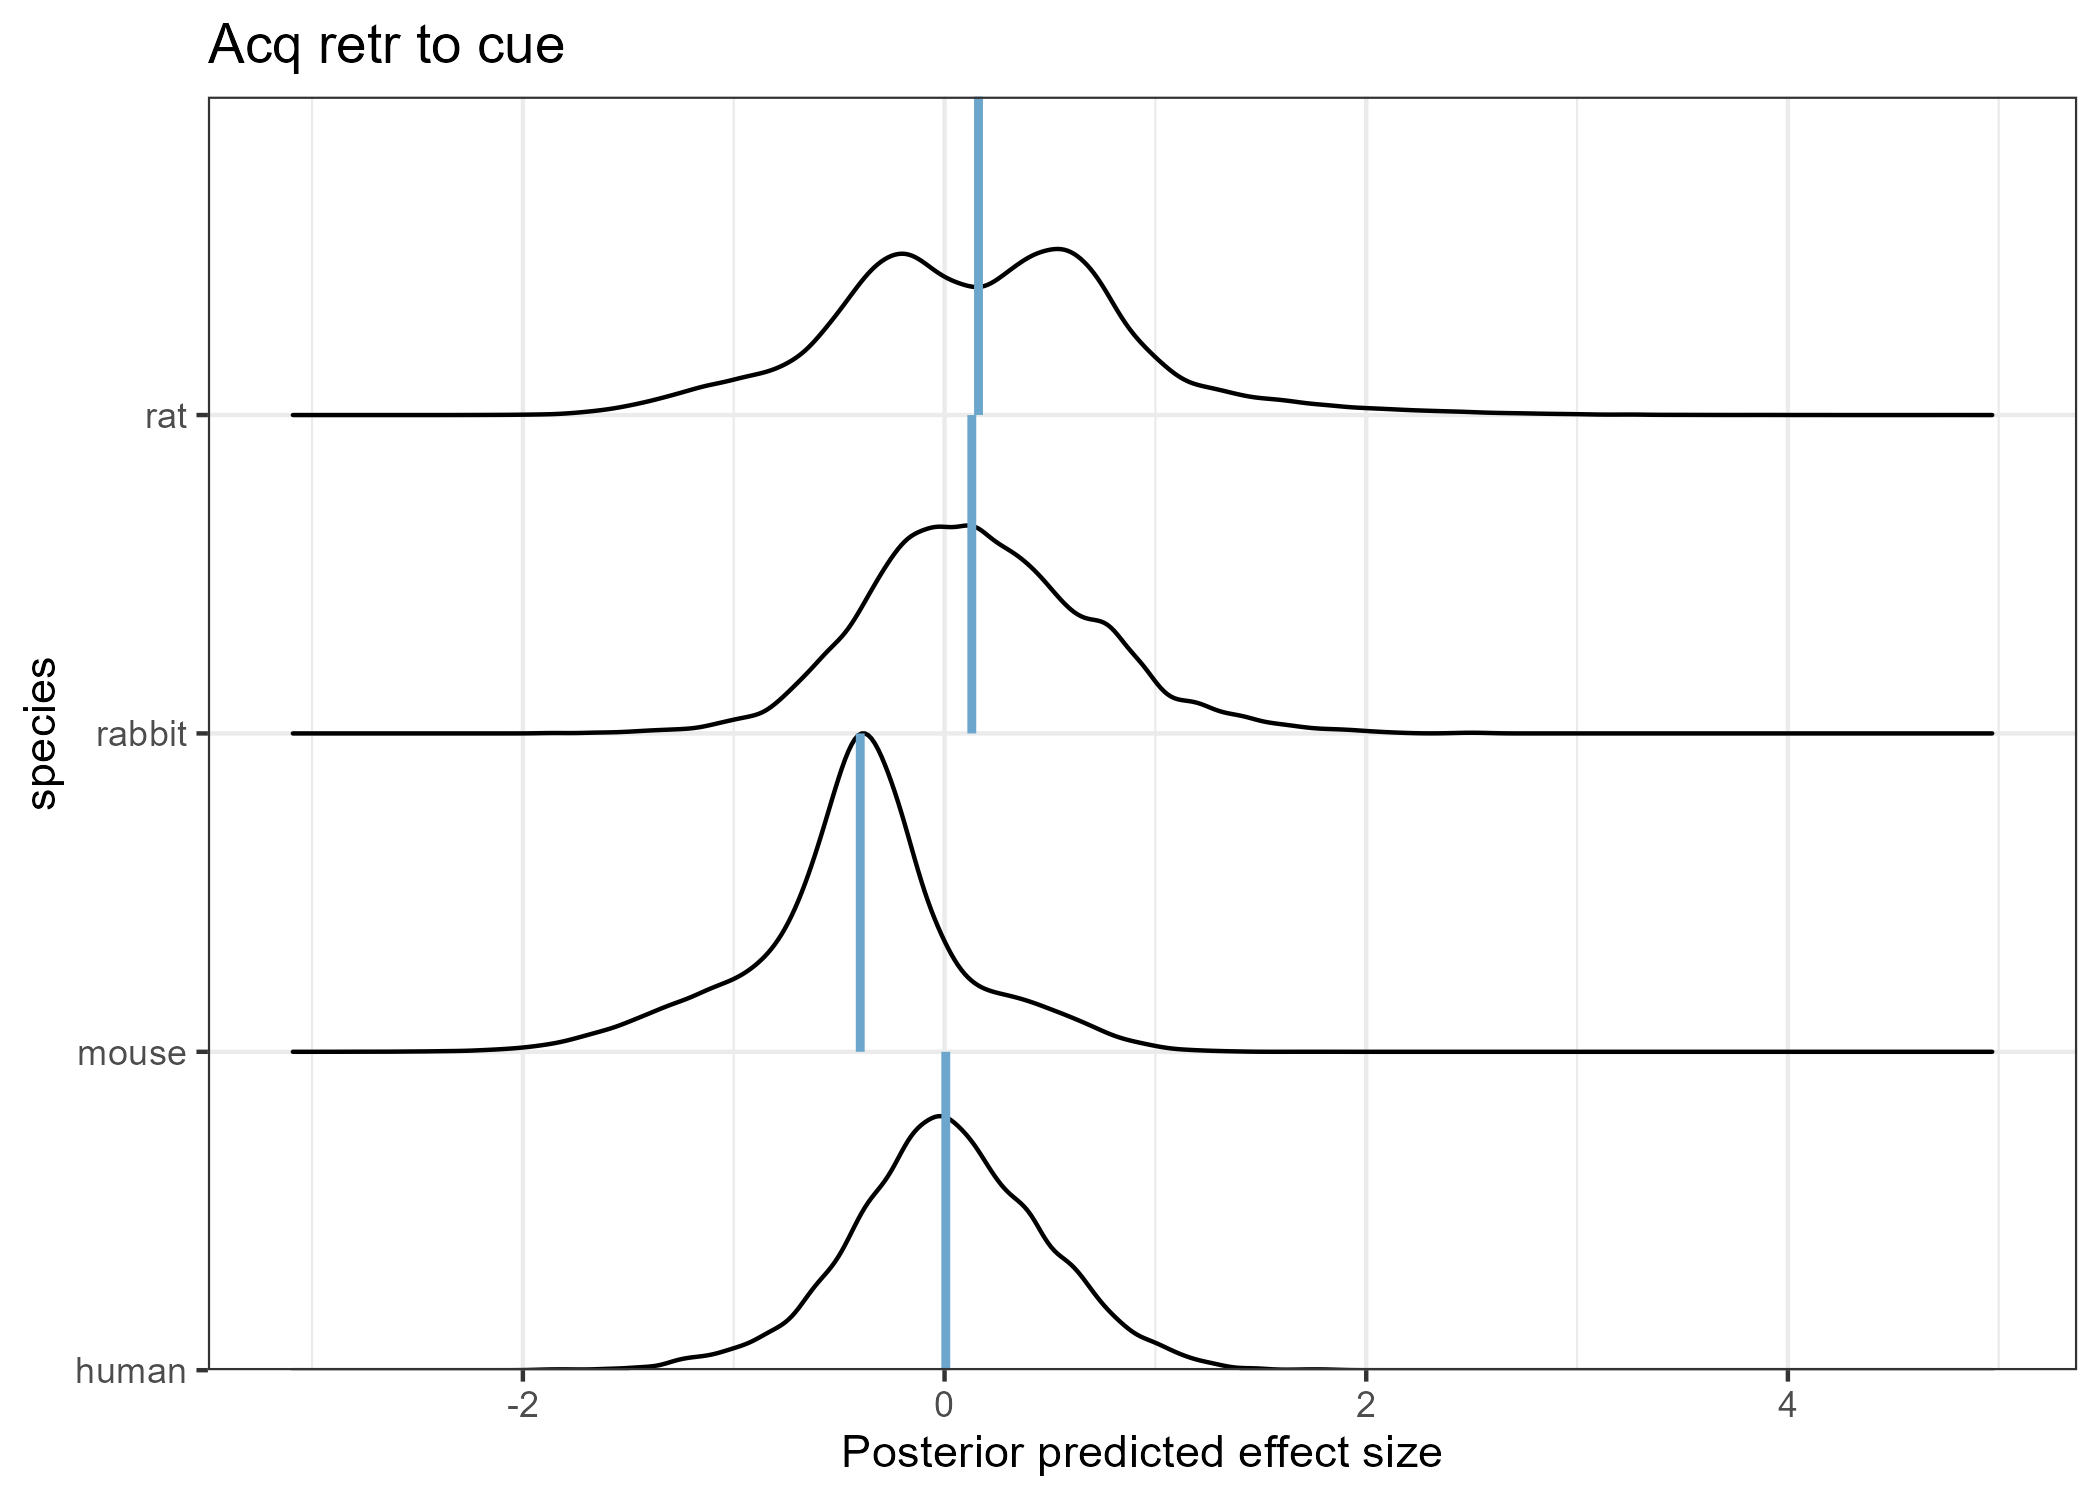 Acq retr to cue
species
rat
rabbit
mouse
human
-2
0
2
4
Posterior predicted effect size